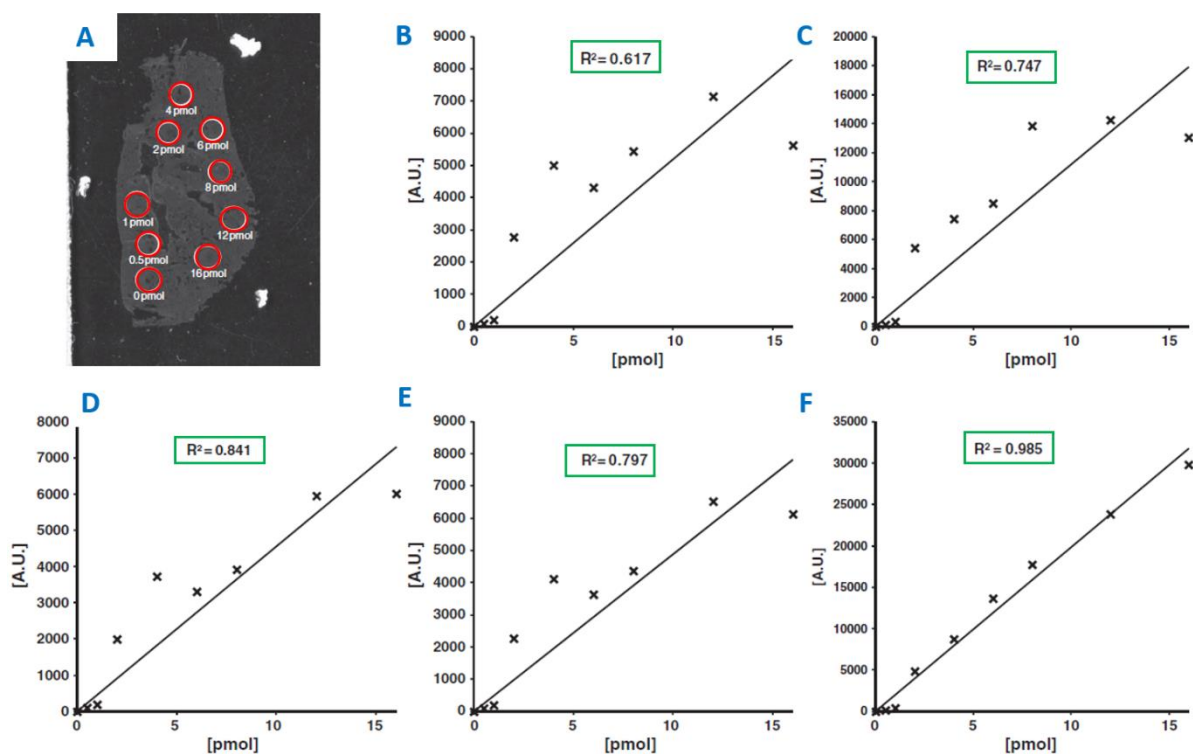 A
4 pmol
2 pmol
6 pmol
8 pmol
1 pmol
12 pmol
0.5 pmol
16 pmol
0 pmol
B
R² = 0.617
[A.U.]
9000
8000
7000
6000
5000
4000
3000
2000
1000
0
0
5
10
15
[pmol]
C
R² = 0.747
[A.U.]
20000
18000
16000
14000
12000
10000
8000
6000
4000
2000
0
0
5
10
15
[pmol]
D
R² = 0.841
[A.U.]
8000
7000
6000
5000
4000
3000
2000
1000
0
0
5
10
15
[pmol]
E
R² = 0.797
[A.U.]
9000
8000
7000
6000
5000
4000
3000
2000
1000
0
0
5
10
15
[pmol]
F
R² = 0.985
[A.U.]
35000
30000
25000
20000
15000
10000
5000
0
0
5
10
15
[pmol]